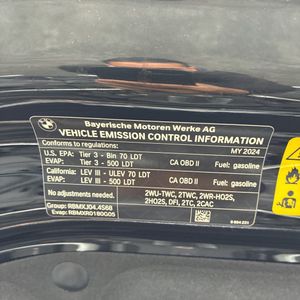 Bayerische Motoren Werke AG
VEHICLE EMISSION CONTROL INFORMATION
Conforms to regulations: MY 2024
U.S. EPA: Tier 3 - Bin 70 LDT
EVAP: Tier 3 - 500 LDT CA OBD II Fuel: gasoline
California: LEV III - ULEV 70 LDT
EVAP: LEV III - 500 LDT CA OBD II Fuel: gasoline
No adjustments needed. 2WU-TWC, 2TWC, 2WR-HO2S,
Group: RBMXJ04.4S68 2HO2S, DFI, 2TC, 2CAC
Evap: RBMXR0180G05